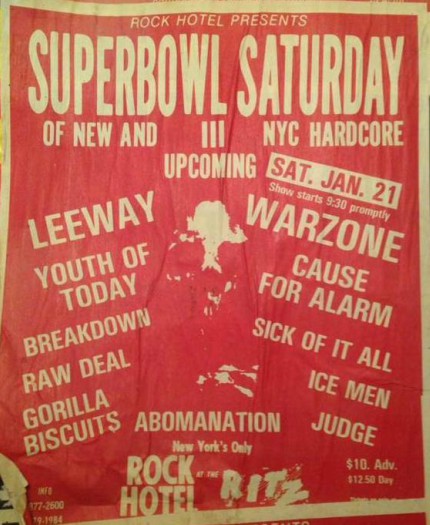 ROCK HOTEL PRESENTS
SUPERBOWL SATURDAY
OF NEW AND III NYC HARDCORE
UPCOMING
SAT. JAN. 21
Show starts 9:30 promptly
LEEWAY
YOUTH OF
TODAY
BREAKDOWN
RAW DEAL
GORILLA
BISCUITS
ABOMANATION
WARZONE
CAUSE
FOR ALARM
SICK OF IT ALL
ICE MEN
JUDGE
New York's Only
ROCK
HOTEL
AT THE
RITZ
$10. Adv.
$12.50 Day
INFO
877-2600